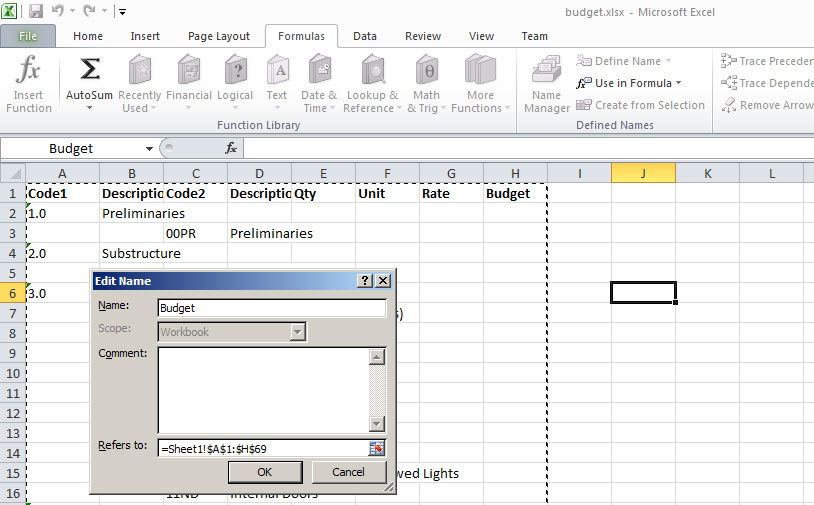 budget.xlsx - Microsoft Excel
File Home Insert Page Layout Formulas Data Review View Team
fx Insert Function
Σ AutoSum
Recently Used
Financial
Logical
A Text
Date & Time
Lookup & Reference
θ Math & Trig
More Functions
Function Library
Name Manager
Define Name
Use in Formula
Create from Selection
Defined Names
Trace Preceden
Trace Depende
Remove Arrow
Budget fx
A B C D E F G H I J K L
1 Code1 Descriptio Code2 Descriptio Qty Unit Rate Budget
2 1.0 Preliminaries
3 00PR Preliminaries
4 2.0 Substructure
5
6 3.0
7 s)
8
9
10
11
12
13
14
15 wed Lights
16 11ND Internal Doors
Edit Name ?
Name: Budget
Scope: Workbook
Comment:
Refers to: =Sheet1!$A$1:$H$69
OK Cancel